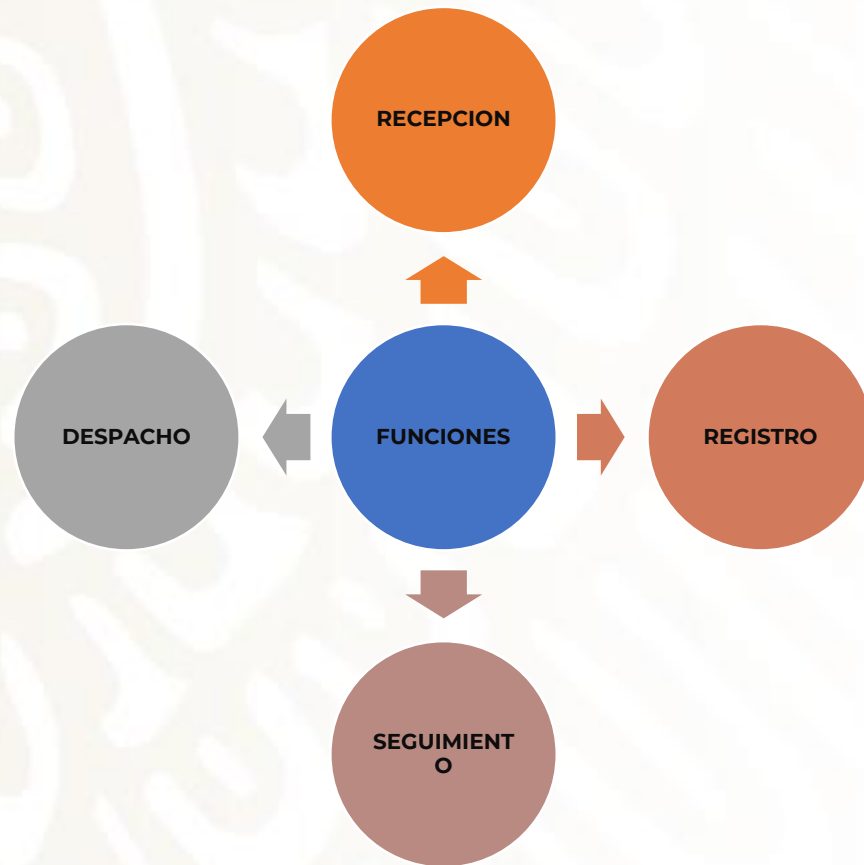 RECEPCION
DESPACHO
FUNCIONES
REGISTRO
SEGUIMIENT
O